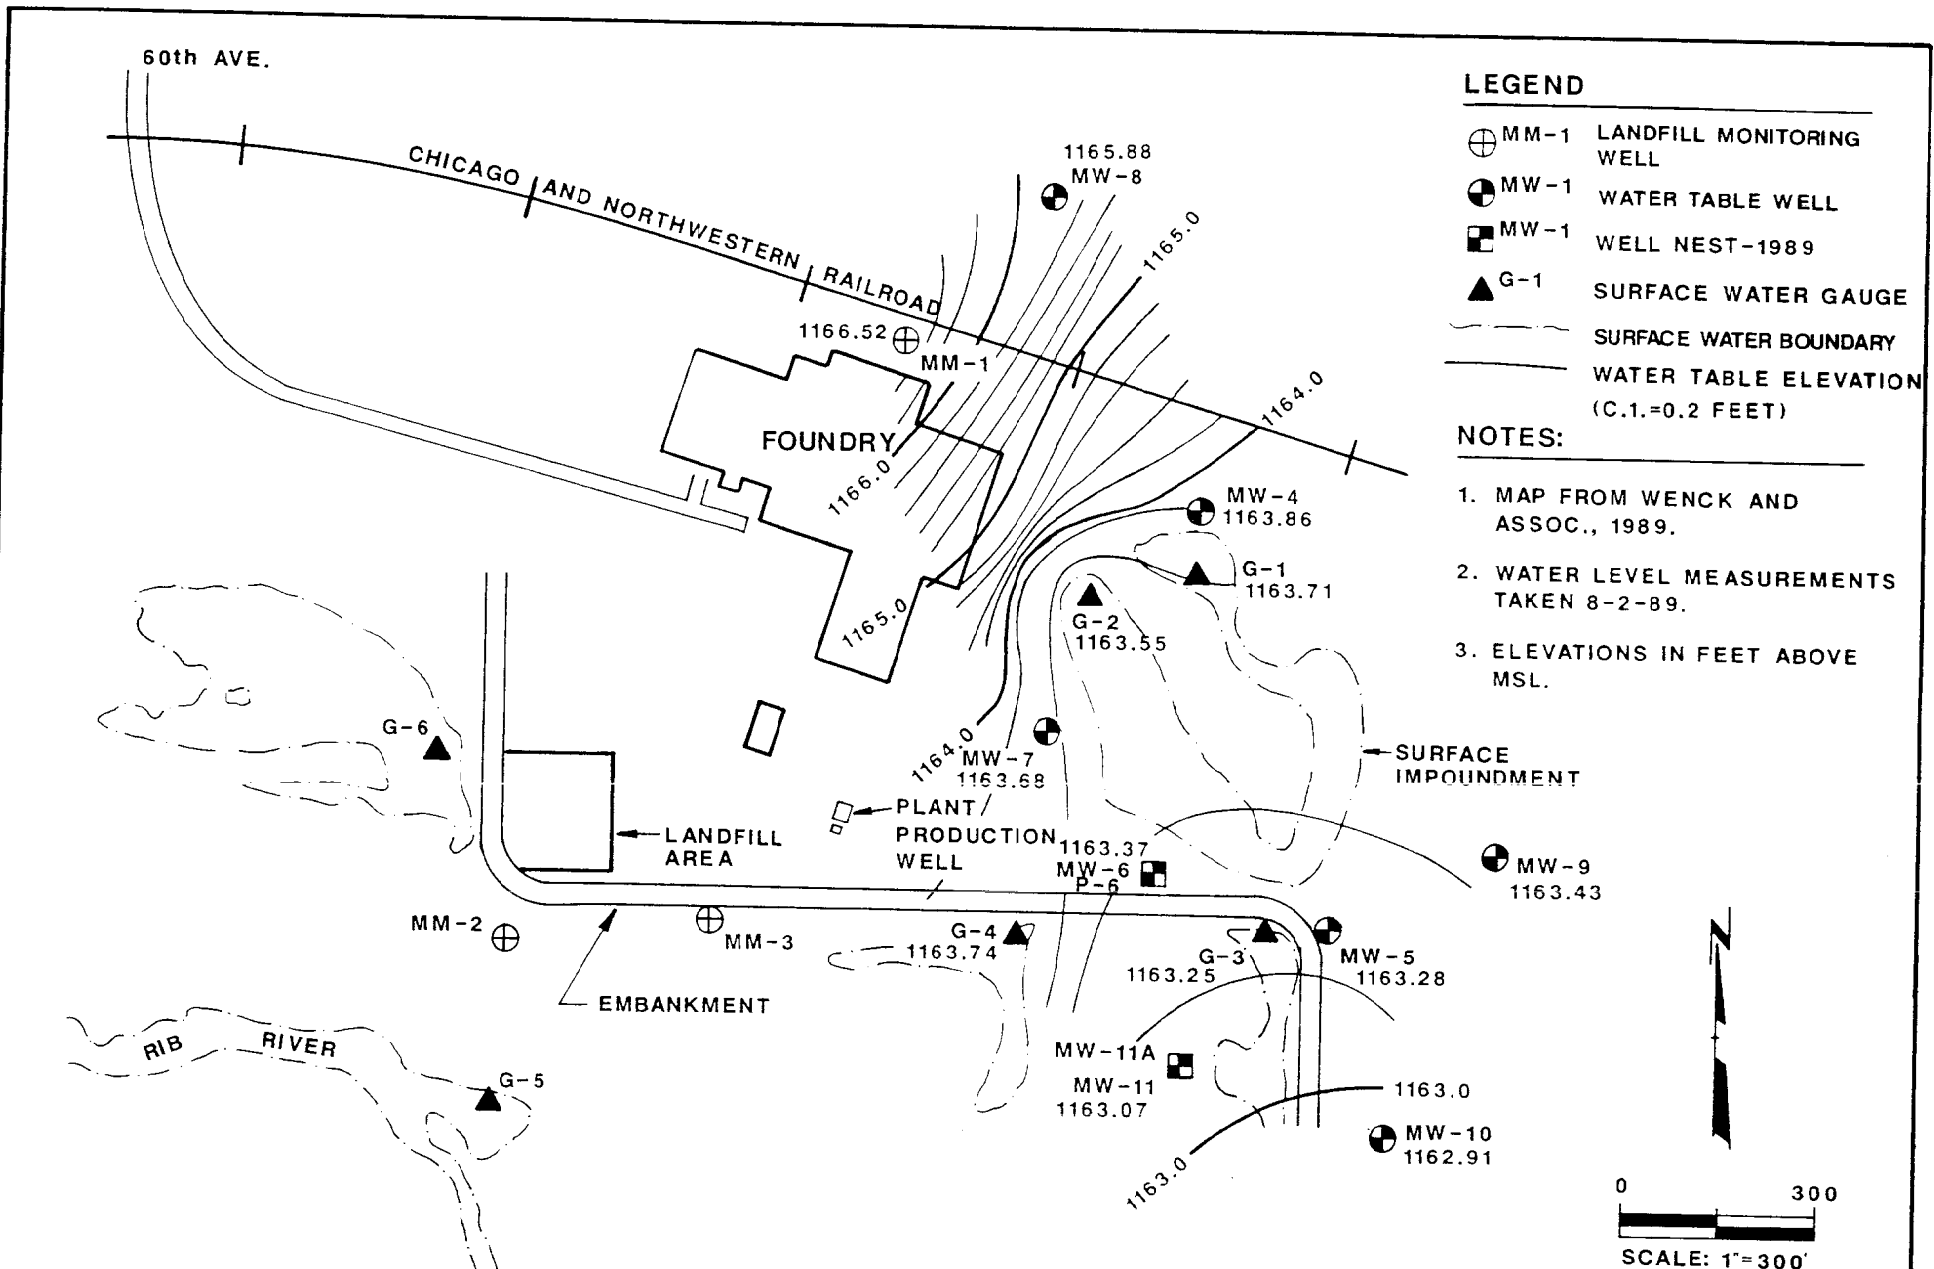 60th AVE.
CHICAGO AND NORTHWESTERN RAILROAD
1165.88
MW-8
1165.0
1166.52
MM-1
FOUNDRY
1166.0
1164.0
MW-4
1163.86
G-1
1163.71
G-2
1163.55
1165.0
G-6
1164.0
MW-7
1163.68
SURFACE
IMPOUNDMENT
PLANT
PRODUCTION
WELL
LANDFILL
AREA
1163.37
MW-6
P-6
MW-9
1163.43
MM-2
MM-3
G-4
1163.74
G-3
1163.25
MW-5
1163.28
EMBANKMENT
RIB RIVER
G-5
MW-11A
MW-11
1163.07
1163.0
MW-10
1162.91
1163.0
LEGEND
MM-1 LANDFILL MONITORING
WELL
MW-1 WATER TABLE WELL
MW-1 WELL NEST-1989
G-1 SURFACE WATER GAUGE
SURFACE WATER BOUNDARY
WATER TABLE ELEVATION
(C.1.=0.2 FEET)
NOTES:
1. MAP FROM WENCK AND
ASSOC., 1989.
2. WATER LEVEL MEASUREMENTS
TAKEN 8-2-89.
3. ELEVATIONS IN FEET ABOVE
MSL.
N
0 300
SCALE: 1"=300'